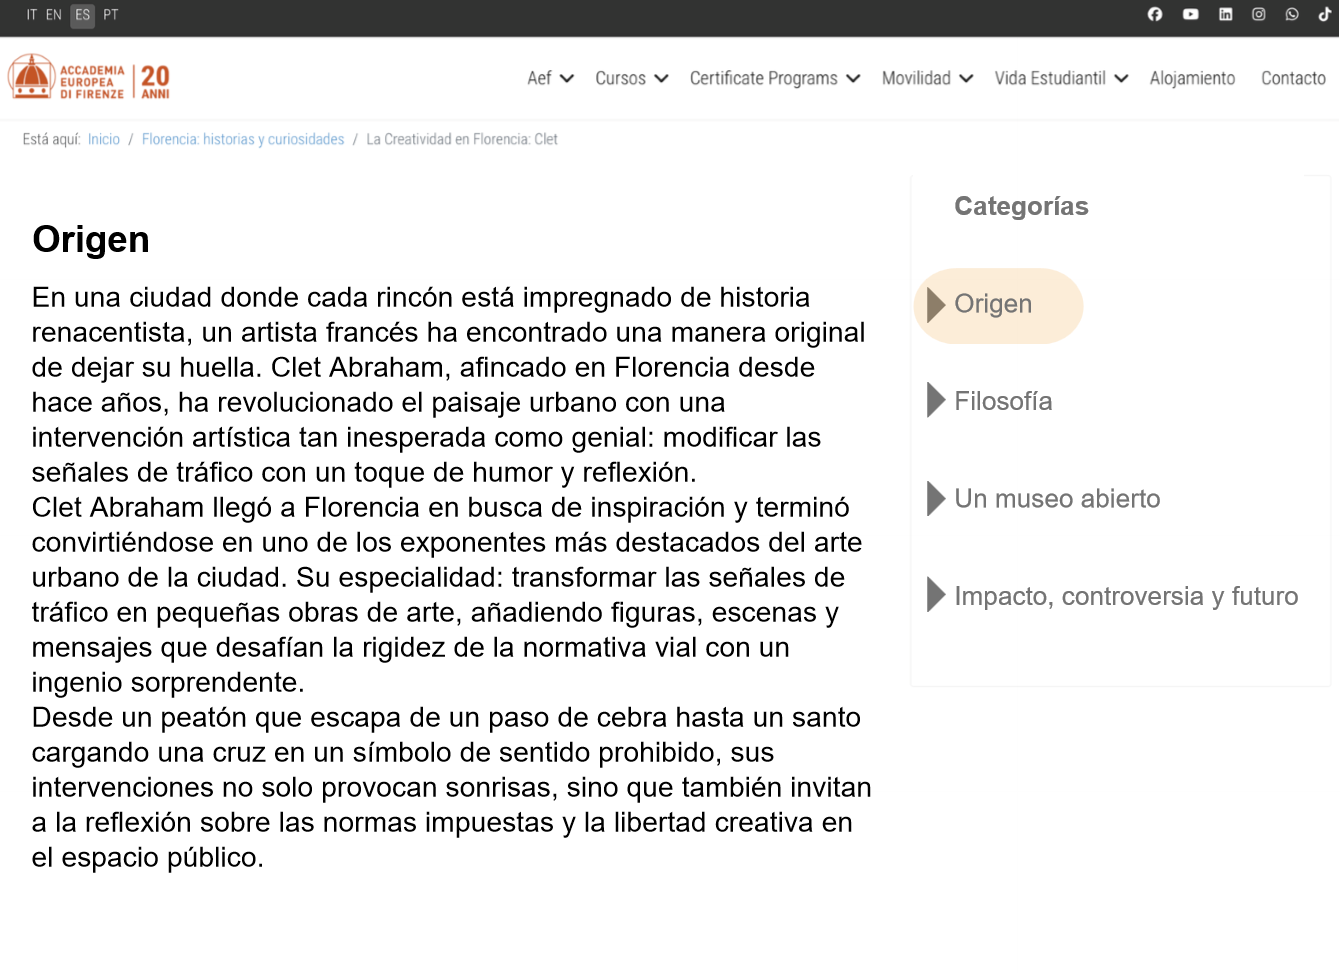 IT EN ES PT
ACCADEMIA
EUROPEA
DI FIRENZE
20
ANNI
Aef Cursos Certificate Programs Movilidad Vida Estudiantil Alojamiento Contacto
Está aquí: Inicio / Florencia: historias y curiosidades / La Creatividad en Florencia: Clet
Origen
En una ciudad donde cada rincón está impregnado de historia
renacentista, un artista francés ha encontrado una manera original
de dejar su huella. Clet Abraham, afincado en Florencia desde
hace años, ha revolucionado el paisaje urbano con una
intervención artística tan inesperada como genial: modificar las
señales de tráfico con un toque de humor y reflexión.
Clet Abraham llegó a Florencia en busca de inspiración y terminó
convirtiéndose en uno de los exponentes más destacados del arte
urbano de la ciudad. Su especialidad: transformar las señales de
tráfico en pequeñas obras de arte, añadiendo figuras, escenas y
mensajes que desafían la rigidez de la normativa vial con un
ingenio sorprendente.
Desde un peatón que escapa de un paso de cebra hasta un santo
cargando una cruz en un símbolo de sentido prohibido, sus
intervenciones no solo provocan sonrisas, sino que también invitan
a la reflexión sobre las normas impuestas y la libertad creativa en
el espacio público.
Categorías
Origen
Filosofía
Un museo abierto
Impacto, controversia y futuro